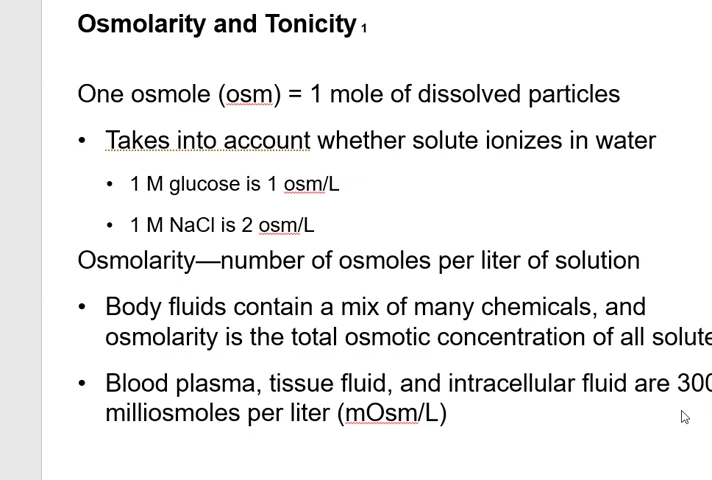 Osmolarity and Tonicity 1
One osmole (osm) = 1 mole of dissolved particles
• Takes into account whether solute ionizes in water
• 1 M glucose is 1 osm/L
• 1 M NaCl is 2 osm/L
Osmolarity—number of osmoles per liter of solution
• Body fluids contain a mix of many chemicals, and
osmolarity is the total osmotic concentration of all solute
• Blood plasma, tissue fluid, and intracellular fluid are 300
milliosmoles per liter (mOsm/L)